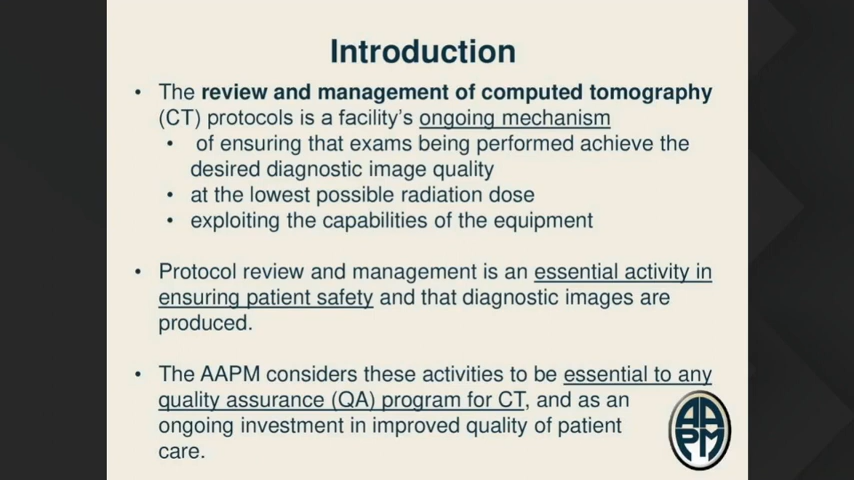 Introduction
• The review and management of computed tomography
(CT) protocols is a facility's ongoing mechanism
• of ensuring that exams being performed achieve the
desired diagnostic image quality
• at the lowest possible radiation dose
• exploiting the capabilities of the equipment
• Protocol review and management is an essential activity in
ensuring patient safety and that diagnostic images are
produced.
• The AAPM considers these activities to be essential to any
quality assurance (QA) program for CT, and as an
ongoing investment in improved quality of patient
care.
AAPM